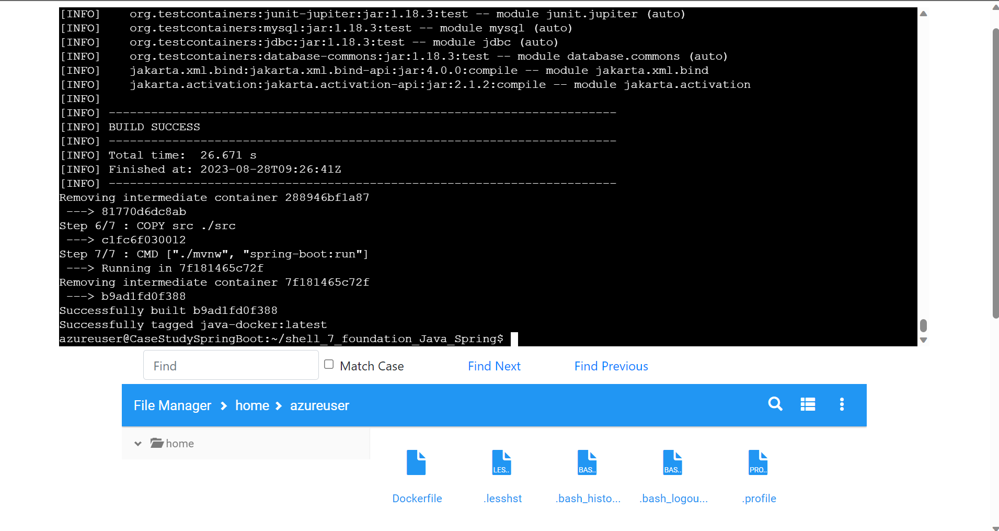 [INFO]    org.testcontainers:junit-jupiter:jar:1.18.3:test -- module junit.jupiter (auto)
[INFO]    org.testcontainers:mysql:jar:1.18.3:test -- module mysql (auto)
[INFO]    org.testcontainers:jdbc:jar:1.18.3:test -- module jdbc (auto)
[INFO]    org.testcontainers:database-commons:jar:1.18.3:test -- module database.commons (auto)
[INFO]    jakarta.xml.bind:jakarta.xml.bind-api:jar:4.0.0:compile -- module jakarta.xml.bind
[INFO]    jakarta.activation:jakarta.activation-api:jar:2.1.2:compile -- module jakarta.activation
[INFO]
[INFO] ------------------------------------------------------------------------
[INFO] BUILD SUCCESS
[INFO] ------------------------------------------------------------------------
[INFO] Total time:  26.671 s
[INFO] Finished at: 2023-08-28T09:26:41Z
[INFO] ------------------------------------------------------------------------
Removing intermediate container 288946bf1a87
 ---> 81770d6dc8ab
Step 6/7 : COPY src ./src
 ---> c1fc6f030012
Step 7/7 : CMD ["./mvnw", "spring-boot:run"]
 ---> Running in 7f181465c72f
Removing intermediate container 7f181465c72f
 ---> b9ad1fd0f388
Successfully built b9ad1fd0f388
Successfully tagged java-docker:latest
azureuser@CaseStudySpringBoot:~/shell_7_foundation_Java_Spring$
Find Match Case Find Next Find Previous
File Manager home azureuser
home
LES.. BAS.. BAS.. PRO..
Dockerfile .lesshst .bash_histo... .bash_logou... .profile